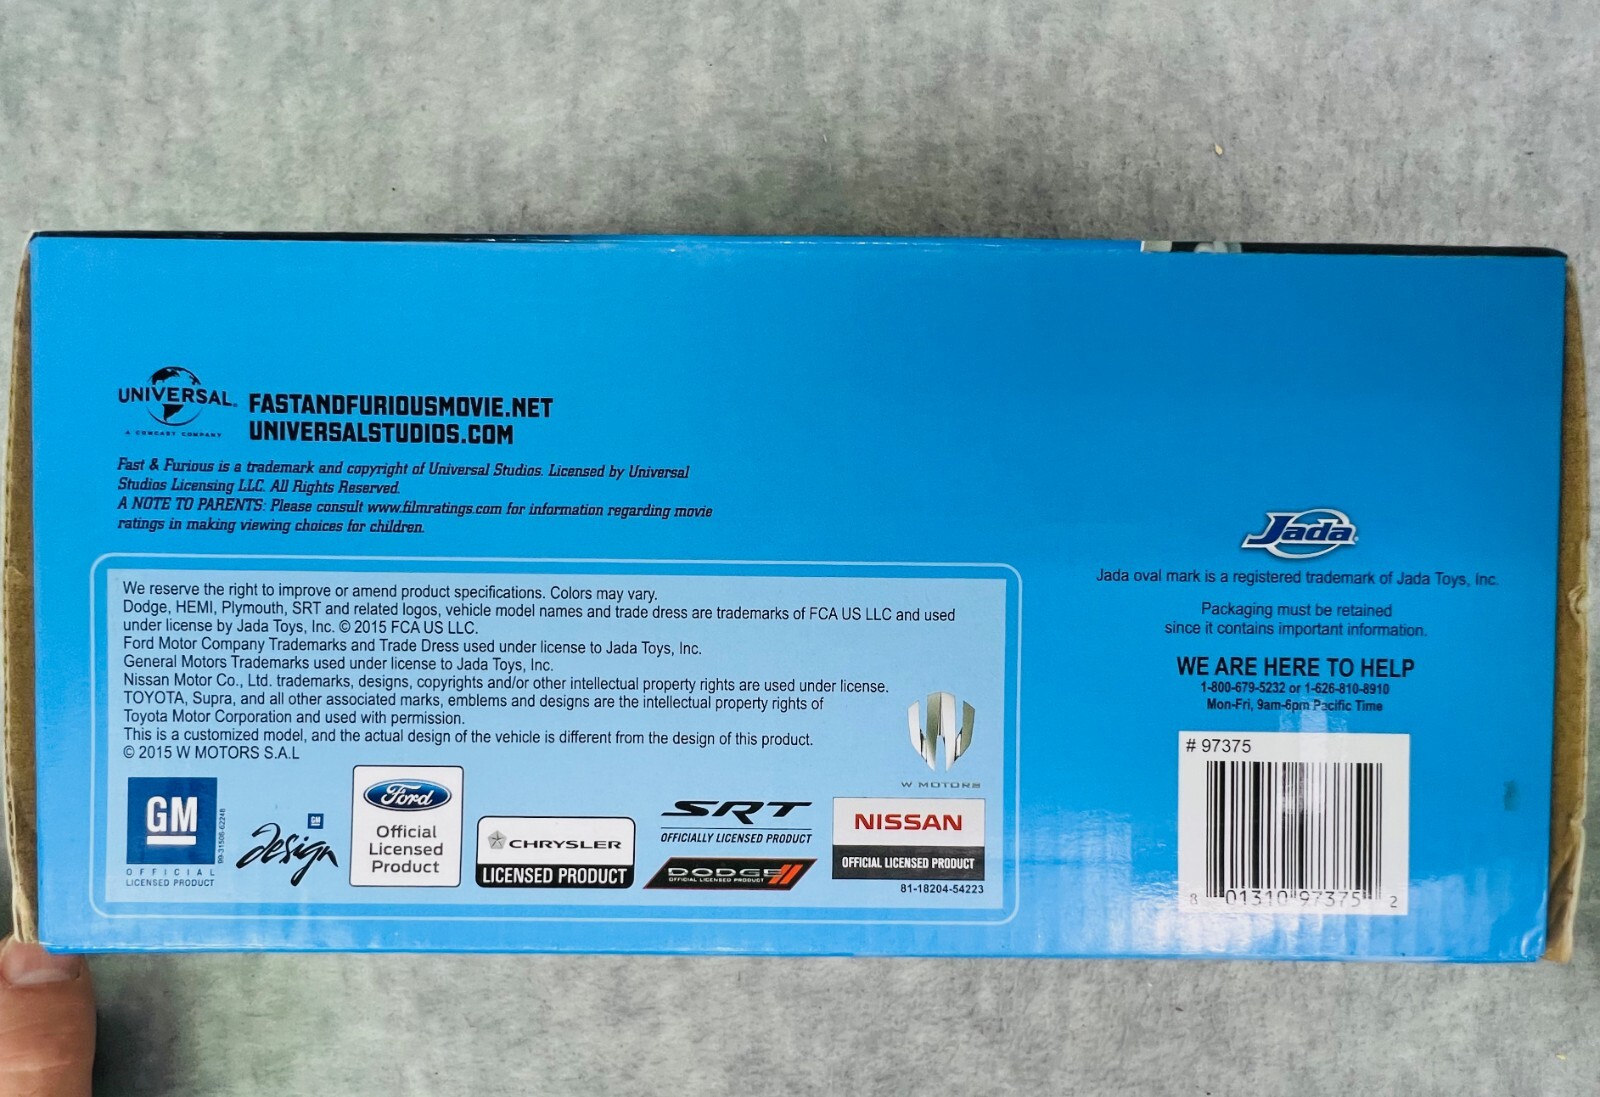 UNIVERSAL
A COMCAST COMPANY
FASTANDFURIOUSMOVIE.NET
UNIVERSALSTUDIOS.COM
Fast & Furious is a trademark and copyright of Universal Studios. Licensed by Universal
Studios Licensing LLC. All Rights Reserved.
A NOTE TO PARENTS: Please consult www.filmratings.com for information regarding movie
ratings in making viewing choices for children.
We reserve the right to improve or amend product specifications. Colors may vary.
Dodge, HEMI, Plymouth, SRT and related logos, vehicle model names and trade dress are trademarks of FCA US LLC and used
under license by Jada Toys, Inc. © 2015 FCA US LLC.
Ford Motor Company Trademarks and Trade Dress used under license to Jada Toys, Inc.
General Motors Trademarks used under license to Jada Toys, Inc.
Nissan Motor Co., Ltd. trademarks, designs, copyrights and/or other intellectual property rights are used under license.
TOYOTA, Supra, and all other associated marks, emblems and designs are the intellectual property rights of
Toyota Motor Corporation and used with permission.
This is a customized model, and the actual design of the vehicle is different from the design of this product.
© 2015 W MOTORS S.A.L
W MOTORS
GM
OFFICIAL
LICENSED PRODUCT
99-31506-62248
GM
Design
Ford
Official
Licensed
Product
CHRYSLER
LICENSED PRODUCT
SRT
OFFICIALLY LICENSED PRODUCT
DODGE
OFFICIAL LICENSED PRODUCT
NISSAN
OFFICIAL LICENSED PRODUCT
81-18204-54223
Jada
Jada oval mark is a registered trademark of Jada Toys, Inc.
Packaging must be retained
since it contains important information.
WE ARE HERE TO HELP
1-800-679-5232 or 1-626-810-8910
Mon-Fri, 9am-6pm Pacific Time
# 97375
8 01310 97375 2